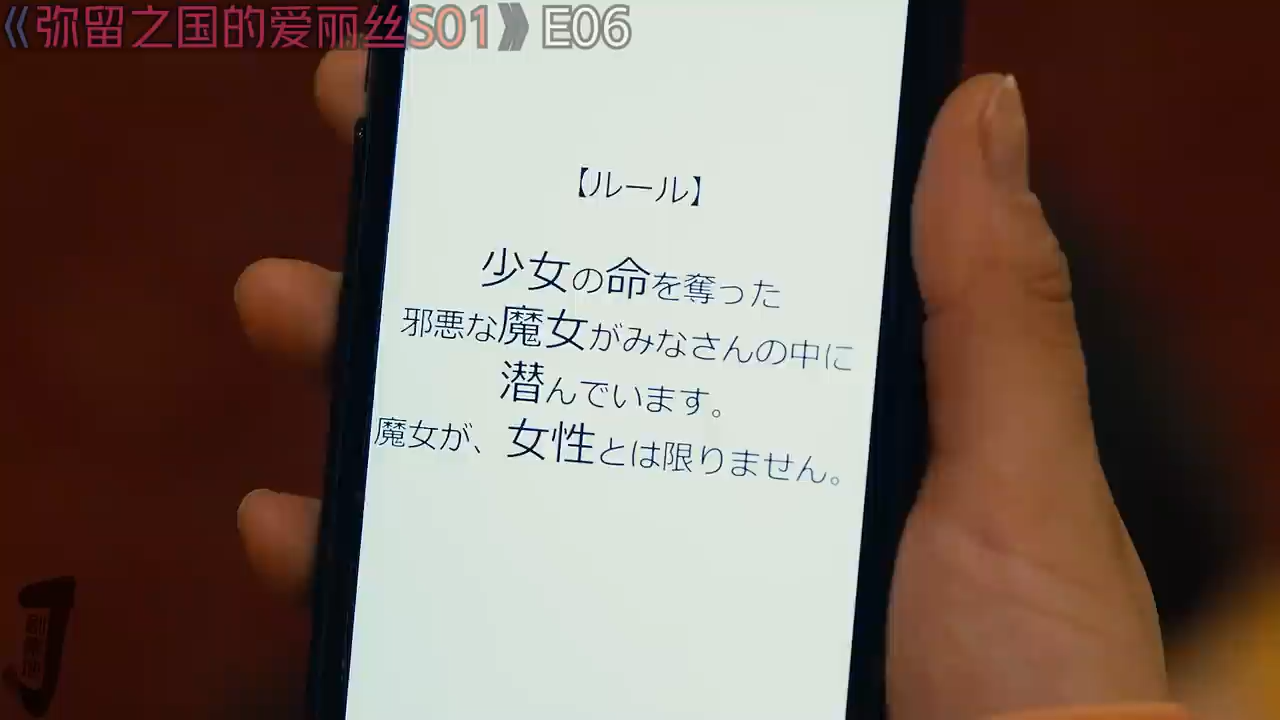 《弥留之国的爱丽丝S01》E06
【ルール】
少女の命を奪った
邪悪な魔女がみなさんの中に
潜んでいます。
魔女が、女性とは限りません。